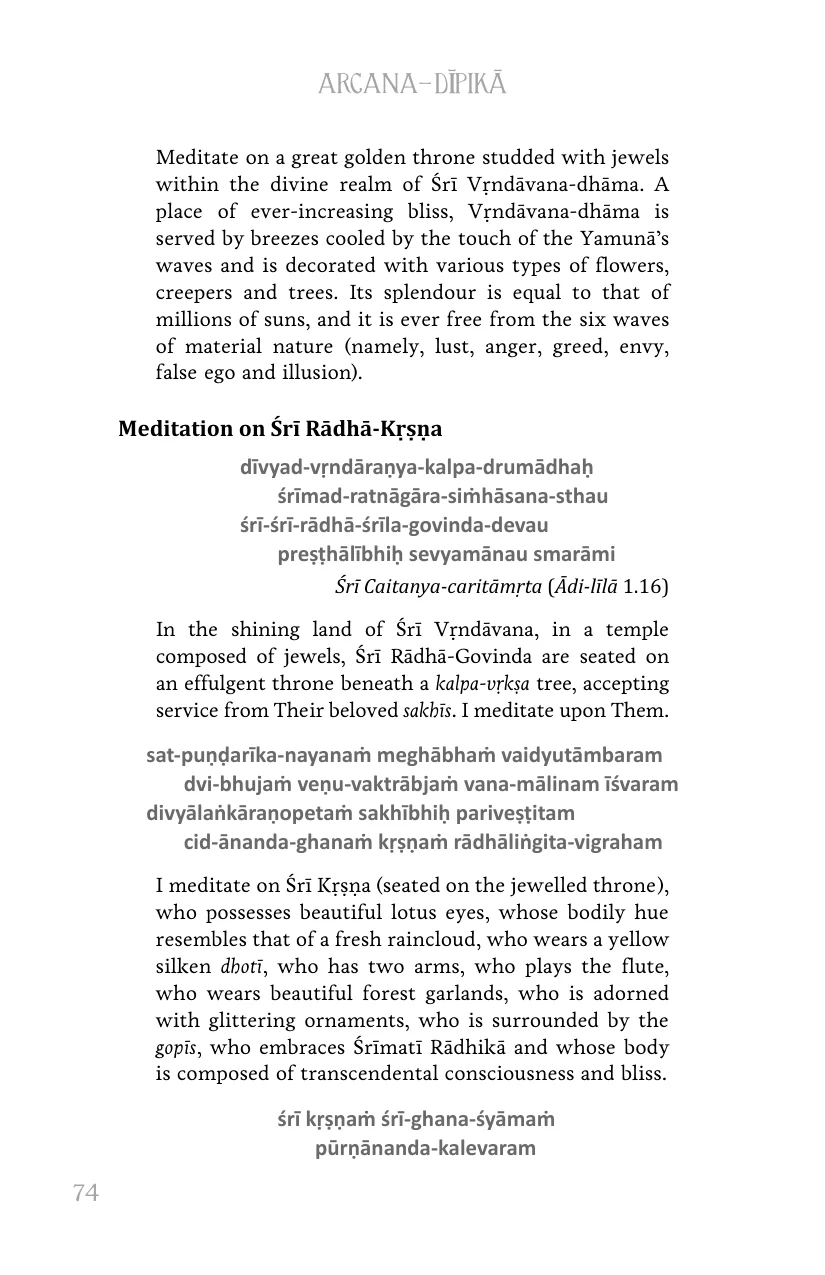 ARCANA–DĪPIKĀ
Meditate on a great golden throne studded with jewels
within the divine realm of Śrī Vṛndāvana-dhāma. A
place of ever-increasing bliss, Vṛndāvana-dhāma is
served by breezes cooled by the touch of the Yamunā’s
waves and is decorated with various types of flowers,
creepers and trees. Its splendour is equal to that of
millions of suns, and it is ever free from the six waves
of material nature (namely, lust, anger, greed, envy,
false ego and illusion).
Meditation on Śrī Rādhā-Kṛṣṇa
dīvyad-vṛndāraṇya-kalpa-drumādhaḥ
śrīmad-ratnāgāra-siṁhāsana-sthau
śrī-śrī-rādhā-śrīla-govinda-devau
preṣṭhālībhiḥ sevyamānau smarāmi
Śrī Caitanya-caritāmṛta (Ādi-līlā 1.16)
In the shining land of Śrī Vṛndāvana, in a temple
composed of jewels, Śrī Rādhā-Govinda are seated on
an effulgent throne beneath a kalpa-vṛkṣa tree, accepting
service from Their beloved sakhīs. I meditate upon Them.
sat-puṇḍarīka-nayanaṁ meghābhaṁ vaidyutāmbaram
dvi-bhujaṁ veṇu-vaktrābjaṁ vana-mālinam īśvaram
divyālaṅkāraṇopetaṁ sakhībhiḥ pariveṣṭitam
cid-ānanda-ghanaṁ kṛṣṇaṁ rādhāliṅgita-vigraham
I meditate on Śrī Kṛṣṇa (seated on the jewelled throne),
who possesses beautiful lotus eyes, whose bodily hue
resembles that of a fresh raincloud, who wears a yellow
silken dhotī, who has two arms, who plays the flute,
who wears beautiful forest garlands, who is adorned
with glittering ornaments, who is surrounded by the
gopīs, who embraces Śrīmatī Rādhikā and whose body
is composed of transcendental consciousness and bliss.
śrī kṛṣṇaṁ śrī-ghana-śyāmaṁ
pūrṇānanda-kalevaram
74